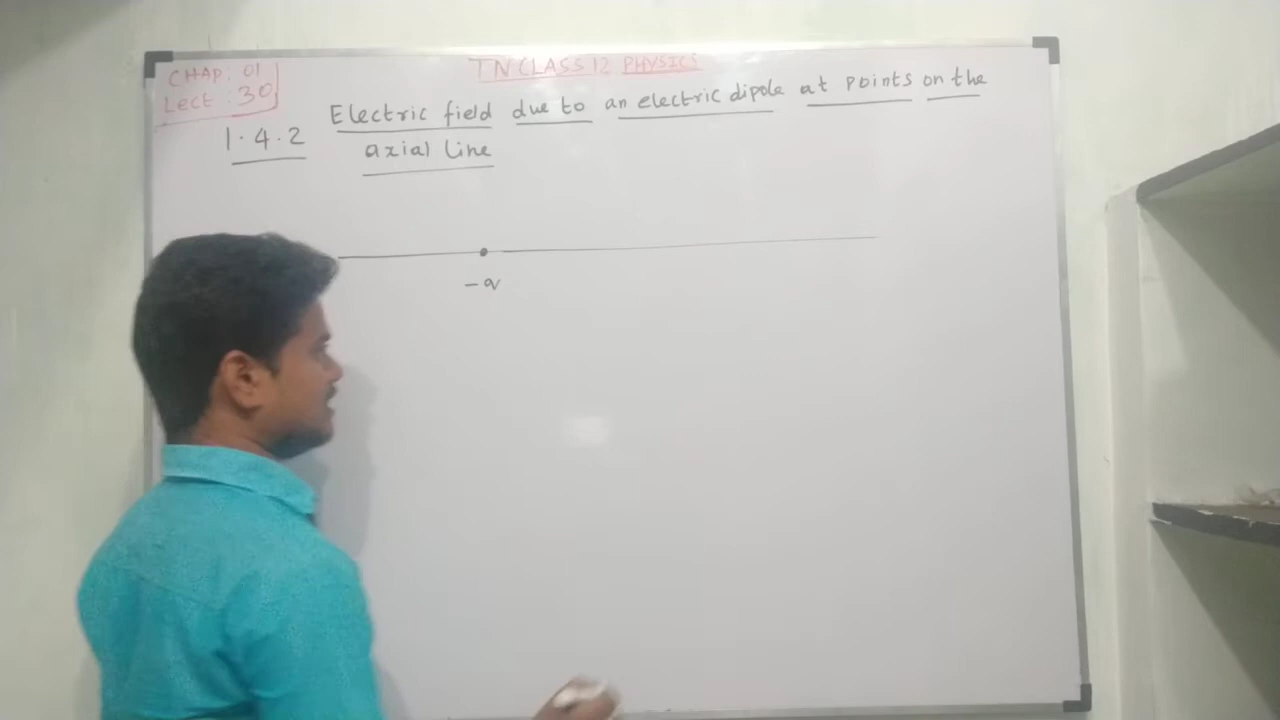 TN CLASS 12 PHYSICS
CHAP: 01
Lect: 30
1.4.2 Electric field due to an electric dipole at points on the
axial line
-q